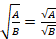 √(A/B) = √A/√B